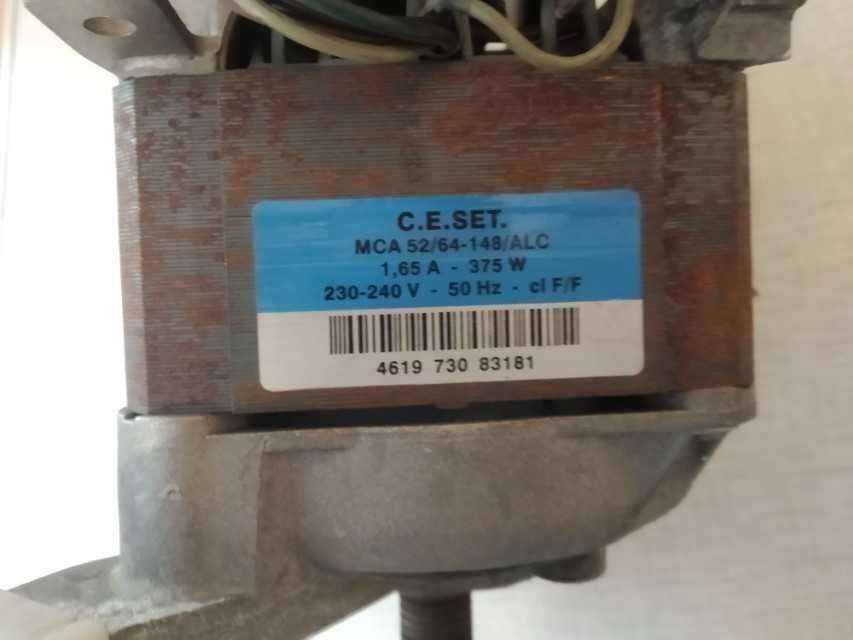 C.E.SET.
MCA 52/64-148/ALC
1,65 A - 375 W
230-240 V - 50 Hz - cl F/F
4619 730 83181